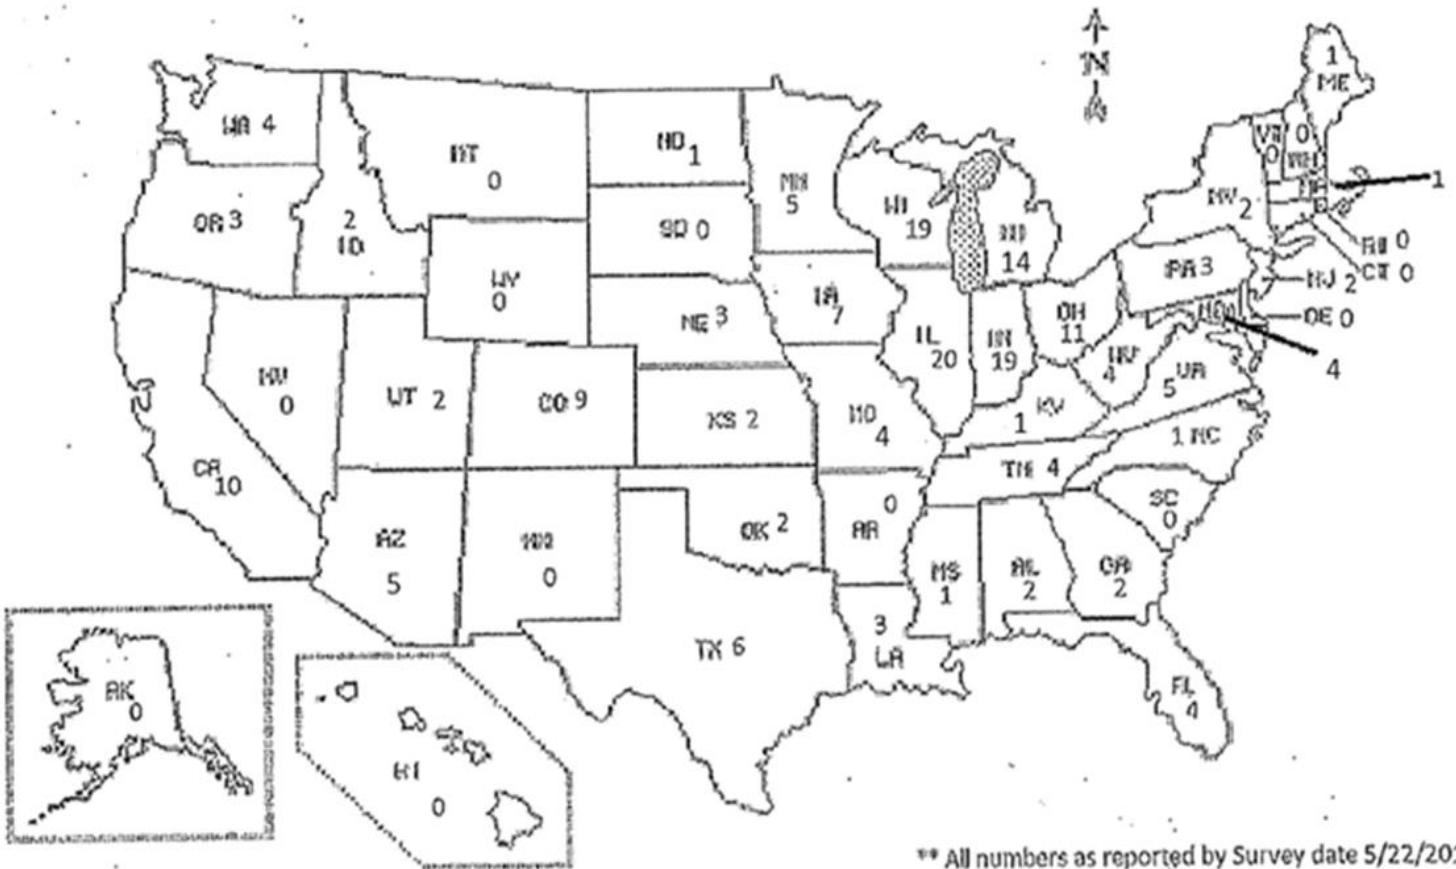 N
1
ME
WA 4
MT
0
ND 1
MN
5
VT
0
0
NH
MA
1
OR 3
2
ID
SD 0
WI
19
MI
14
NY 2
RI 0
CT 0
WY
0
PA 3
NJ 2
IA
7
OH
11
MD
DE 0
NE 3
IL
20
IN
19
WV
4
VA
5
4
NV
0
UT 2
CO 9
KS 2
MO
4
KY
1
CA
10
1 NC
TN 4
AZ
5
NM
0
OK 2
0
AR
SC
0
MS
1
AL
2
GA
2
TX 6
3
LA
AK
0
HI
0
FL
4
** All numbers as reported by Survey date 5/22/20